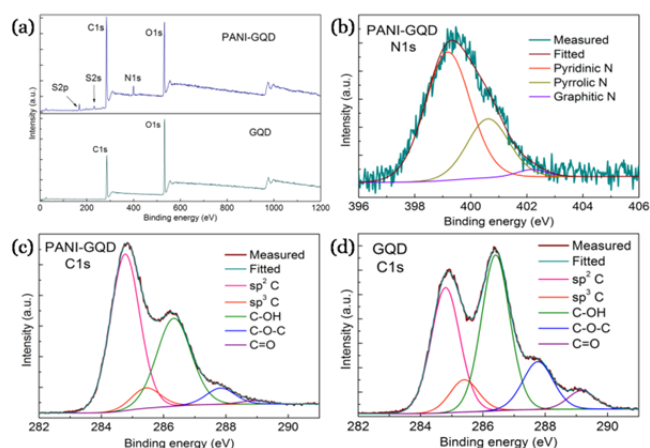 (a)
C1s
O1s
PANI-GQD
S2p
S2s
N1s
C1s
O1s
GQD
Intensity (a.u.)
Intensity (a.u.)
0 200 400 600 800 1000 1200
Binding energy (eV)
(b) PANI-GQD
N1s
Measured
Fitted
Pyridinic N
Pyrrolic N
Graphitic N
Intensity (a.u.)
396 398 400 402 404 406
Binding energy (eV)
(c) PANI-GQD
C1s
Measured
Fitted
sp² C
sp³ C
C-OH
C-O-C
C=O
Intensity (a.u.)
282 284 286 288 290
Binding energy (eV)
(d) GQD
C1s
Measured
Fitted
sp² C
sp³ C
C-OH
C-O-C
C=O
Intensity (a.u.)
282 284 286 288 290
Binding energy (eV)